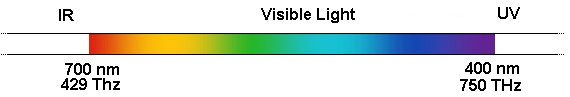 IR Visible Light UV
700 nm 400 nm
429 Thz 750 THz